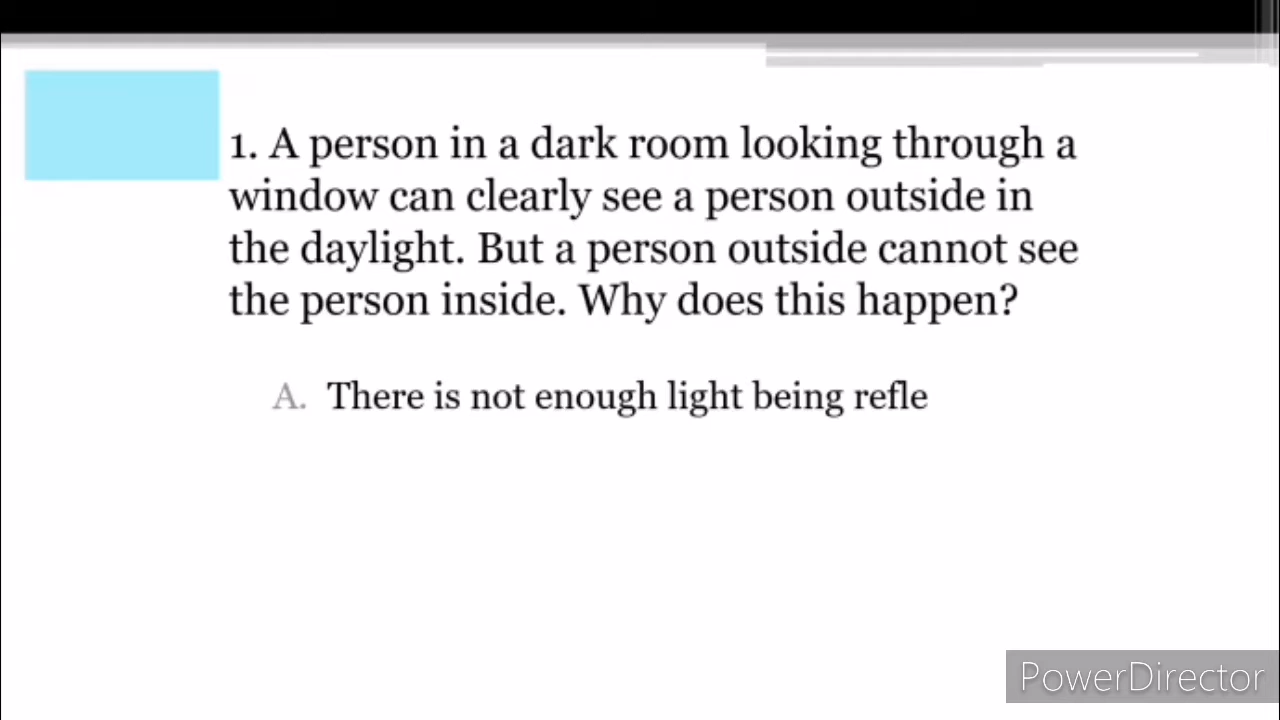 1. A person in a dark room looking through a
window can clearly see a person outside in
the daylight. But a person outside cannot see
the person inside. Why does this happen?
A. There is not enough light being refle
PowerDirector